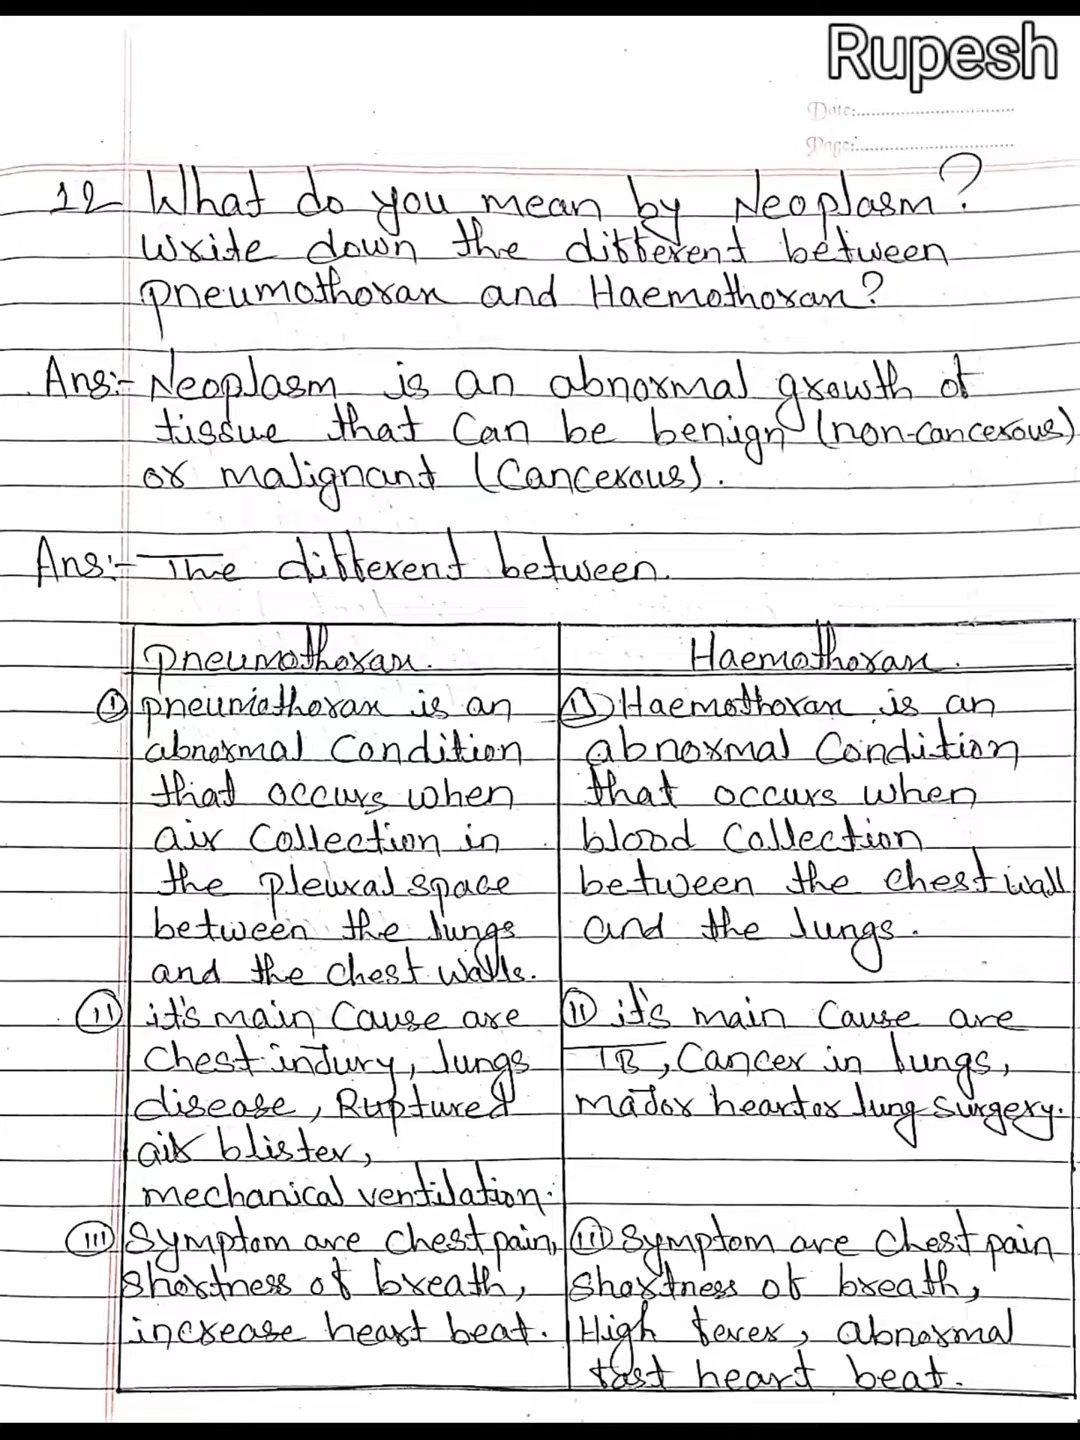 Rupesh
Date:
Page:
12 What do you mean by Neoplasm?
Write down the different between
pneumothorax and Haemothorax?
Ans:- Neoplasm is an abnormal growth of
tissue that can be benign (non-cancerous)
or malignant (Cancerous).
Ans:- The different between.
Pneumothorax.
(i) pneumothorax is an
abnormal Condition
that occurs when
air Collection in
the pleural space
between the lungs
and the chest walls.
(ii) it's main Cause are
Chest injury, lungs
disease, Ruptured
air blister,
mechanical ventilation.
(iii) Symptom are chest pain,
shortness of breath,
increase heart beat.
Haemothorax.
(i) Haemothorax is an
abnormal Condition
that occurs when
blood Collection
between the chest wall
and the lungs.
(ii) it's main Cause are
TB, Cancer in lungs,
major heart or lung surgery.
(iii) Symptom are chest pain
Shortness of breath,
High fever, abnormal
fast heart beat.